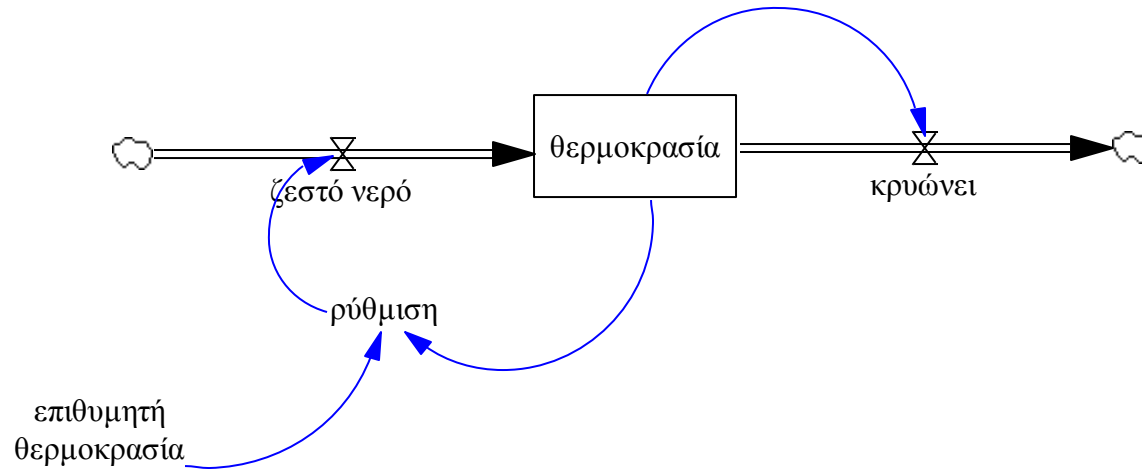 θερμοκρασία
ζεστό νερό
κρυώνει
ρύθμιση
επιθυμητή
θερμοκρασία